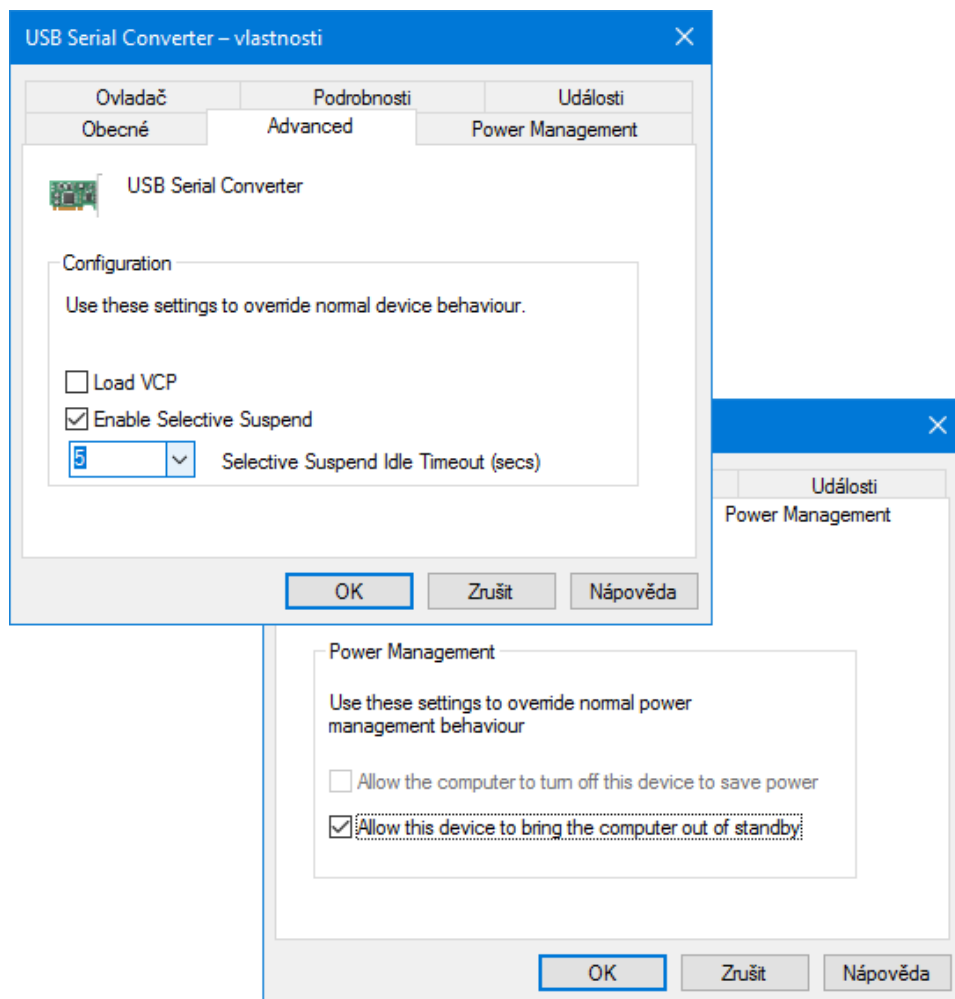 USB Serial Converter – vlastnosti
Ovladač Podrobnosti Události
Obecné Advanced Power Management
USB Serial Converter
Configuration
Use these settings to override normal device behaviour.
Load VCP
Enable Selective Suspend
5 Selective Suspend Idle Timeout (secs)
OK Zrušit Nápověda
Události
Power Management
Power Management
Use these settings to override normal power
management behaviour
Allow the computer to turn off this device to save power
Allow this device to bring the computer out of standby
OK Zrušit Nápověda